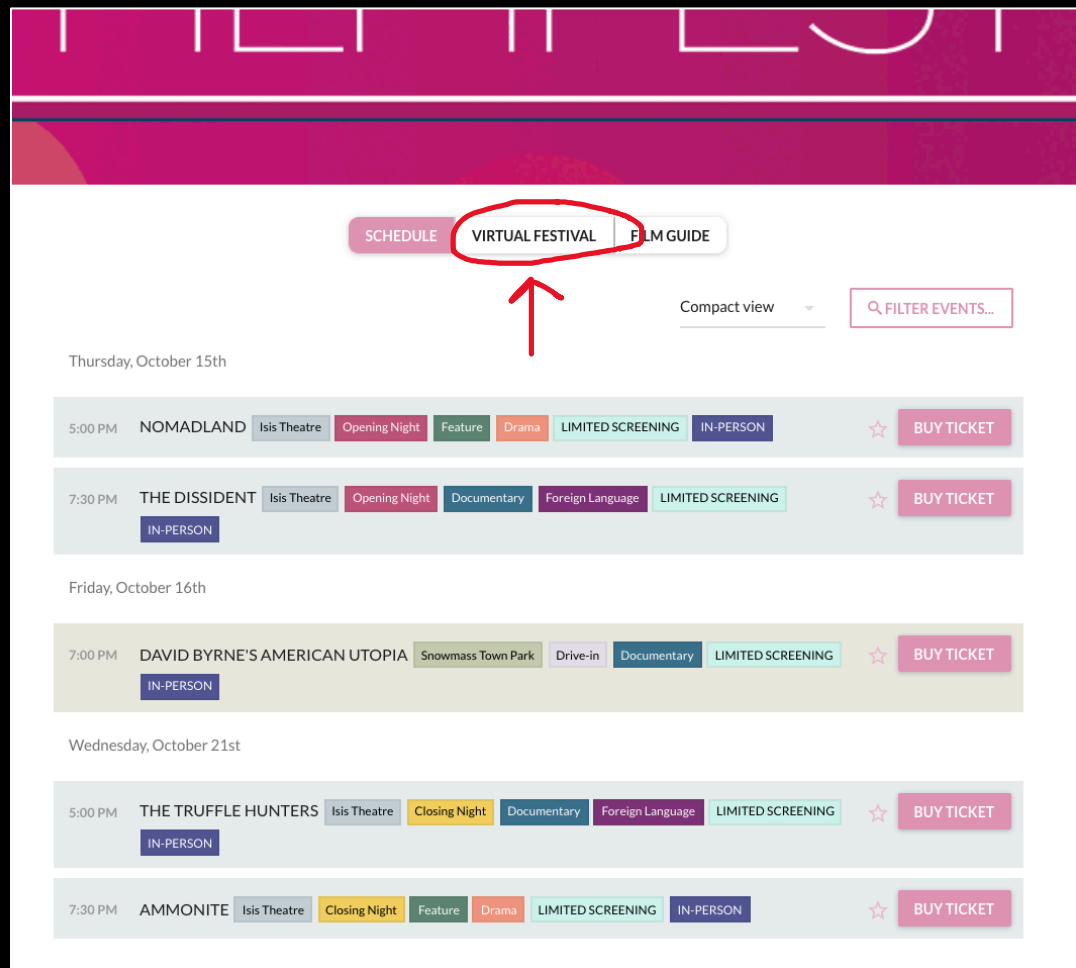 FILMFEST
SCHEDULE VIRTUAL FESTIVAL FILM GUIDE
Compact view FILTER EVENTS...
Thursday, October 15th
5:00 PM NOMADLAND Isis Theatre Opening Night Feature Drama LIMITED SCREENING IN-PERSON BUY TICKET
7:30 PM THE DISSIDENT Isis Theatre Opening Night Documentary Foreign Language LIMITED SCREENING BUY TICKET
IN-PERSON
Friday, October 16th
7:00 PM DAVID BYRNE'S AMERICAN UTOPIA Snowmass Town Park Drive-in Documentary LIMITED SCREENING BUY TICKET
IN-PERSON
Wednesday, October 21st
5:00 PM THE TRUFFLE HUNTERS Isis Theatre Closing Night Documentary Foreign Language LIMITED SCREENING BUY TICKET
IN-PERSON
7:30 PM AMMONITE Isis Theatre Closing Night Feature Drama LIMITED SCREENING IN-PERSON BUY TICKET